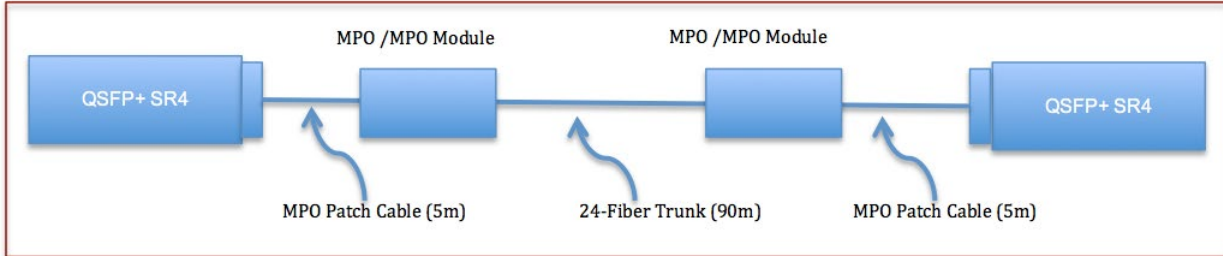 MPO /MPO Module
MPO /MPO Module
QSFP+ SR4
QSFP+ SR4
MPO Patch Cable (5m)
24-Fiber Trunk (90m)
MPO Patch Cable (5m)